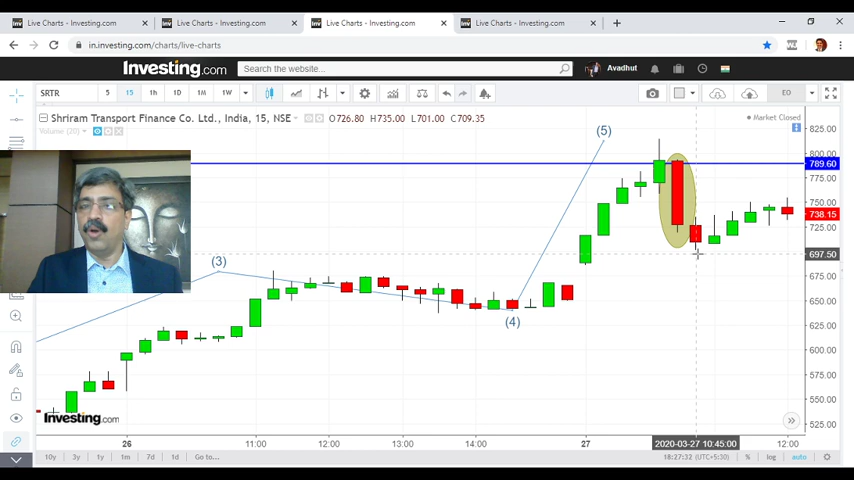 Live Charts - Investing.com
Live Charts - Investing.com
Live Charts - Investing.com
Live Charts - Investing.com
in.investing.com/charts/live-charts
Investing.com
Search the website...
Avadhut
SRTR 5 15 1h 1D 1M 1W EO
Shriram Transport Finance Co. Ltd., India, 15, NSE O726.80 H735.00 L701.00 C709.35
Market Closed
Volume (20)
825.00
800.00
789.60
775.00
750.00
738.15
725.00
697.50
675.00
650.00
625.00
600.00
575.00
550.00
525.00
(3)
(4)
(5)
Investing.com
26 11:00 12:00 13:00 14:00 27 2020-03-27 10:45:00 12:00
10y 3y 1y 1m 7d 1d Go to... 18:27:32 (UTC+5:30) % log auto